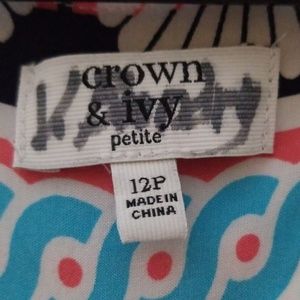 crown
& ivy
petite
12P
MADE IN
CHINA